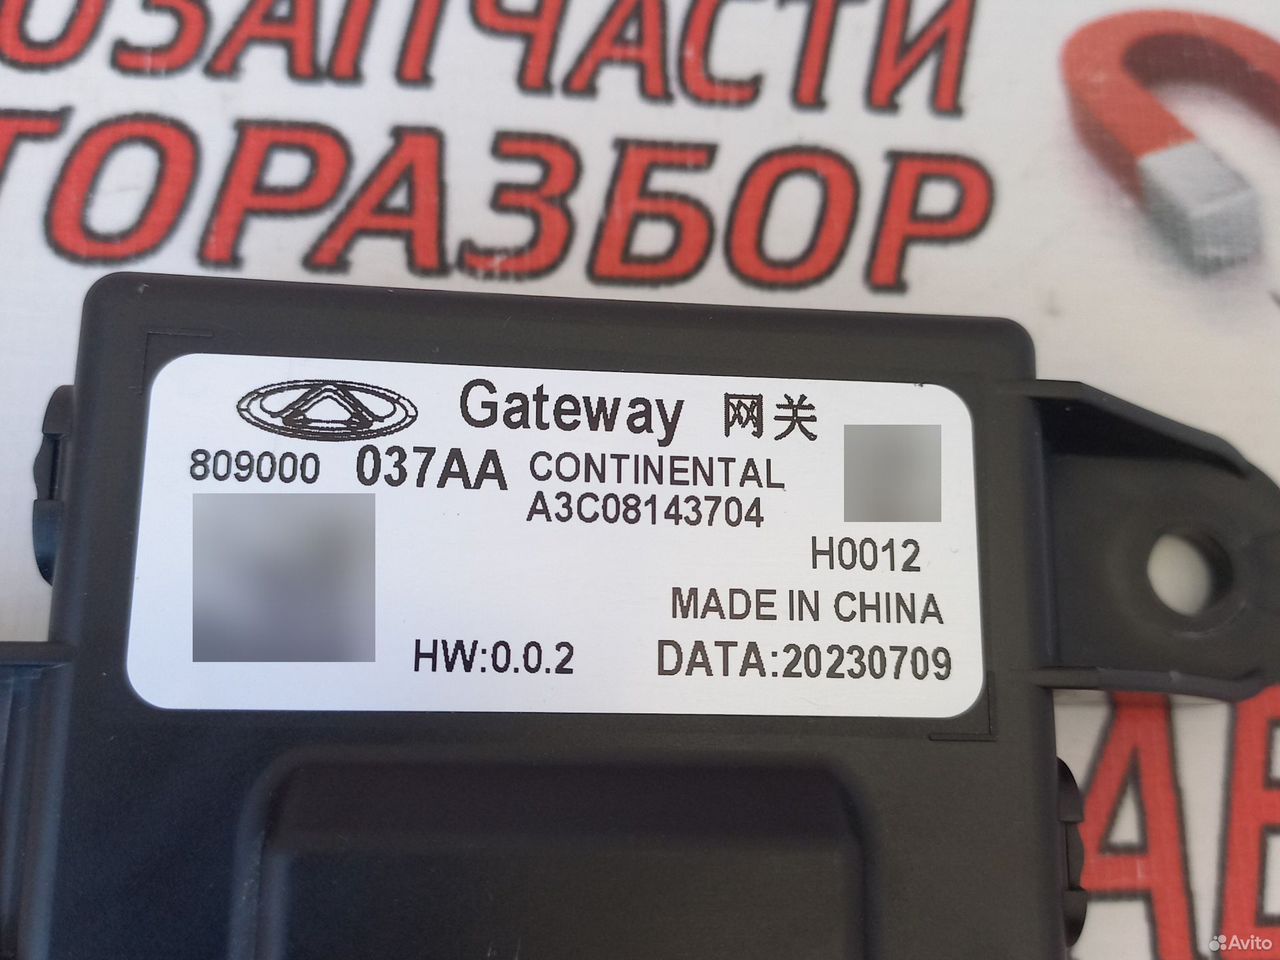 ОЗАПЧАСТИ
ТОРАЗБОР
Gateway 网关
809000 037AA CONTINENTAL
A3C08143704
H0012
MADE IN CHINA
HW:0.0.2 DATA:20230709
АВ
Avito